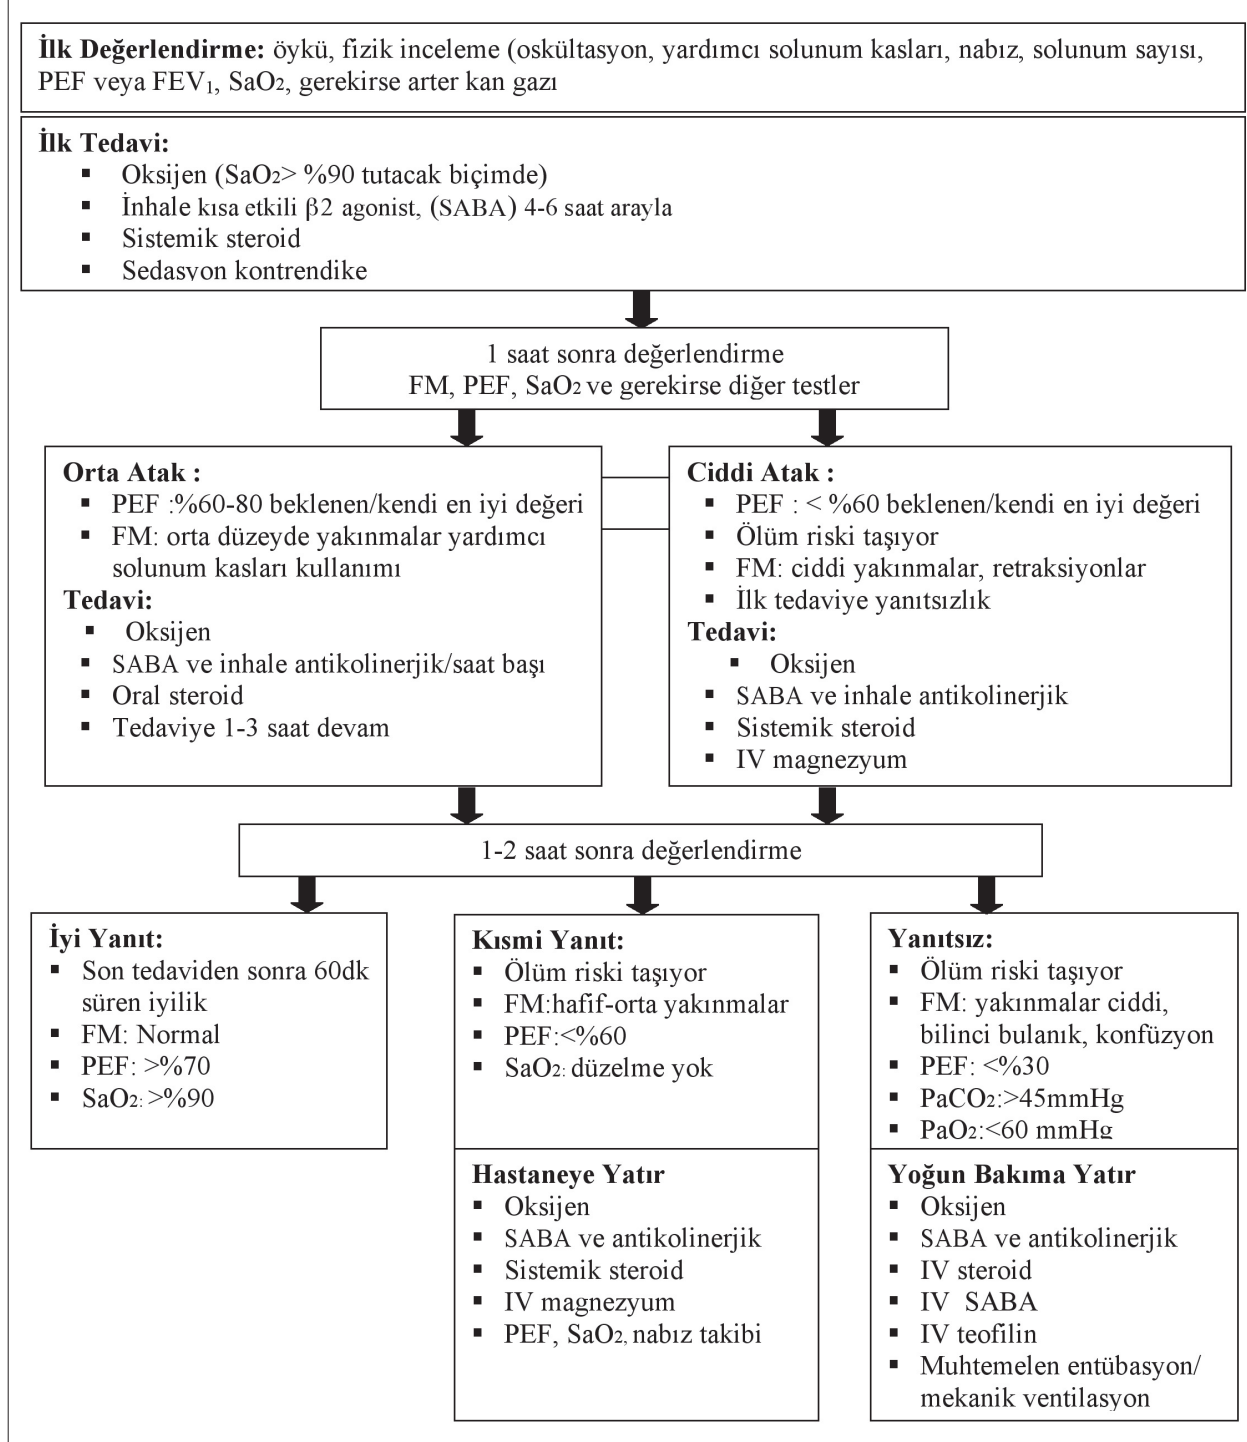 İlk Değerlendirme: öykü, fizik inceleme (oskültasyon, yardımcı solunum kasları, nabız, solunum sayısı,
PEF veya FEV₁, SaO₂, gerekirse arter kan gazı
İlk Tedavi:
▪ Oksijen (SaO₂> %90 tutacak biçimde)
▪ İnhale kısa etkili β2 agonist, (SABA) 4-6 saat arayla
▪ Sistemik steroid
▪ Sedasyon kontrendike
1 saat sonra değerlendirme
FM, PEF, SaO₂ ve gerekirse diğer testler
Orta Atak :
▪ PEF :%60-80 beklenen/kendi en iyi değeri
▪ FM: orta düzeyde yakınmalar yardımcı
solunum kasları kullanımı
Tedavi:
▪ Oksijen
▪ SABA ve inhale antikolinerjik/saat başı
▪ Oral steroid
▪ Tedaviye 1-3 saat devam
Ciddi Atak :
▪ PEF : < %60 beklenen/kendi en iyi değeri
▪ Ölüm riski taşıyor
▪ FM: ciddi yakınmalar, retraksiyonlar
▪ İlk tedaviye yanıtsızlık
Tedavi:
▪ Oksijen
▪ SABA ve inhale antikolinerjik
▪ Sistemik steroid
▪ IV magnezyum
1-2 saat sonra değerlendirme
İyi Yanıt:
▪ Son tedaviden sonra 60dk
süren iyilik
▪ FM: Normal
▪ PEF: >%70
▪ SaO₂: >%90
Kısmi Yanıt:
▪ Ölüm riski taşıyor
▪ FM:hafif-orta yakınmalar
▪ PEF:<%60
▪ SaO₂: düzelme yok
Hastaneye Yatır
▪ Oksijen
▪ SABA ve antikolinerjik
▪ Sistemik steroid
▪ IV magnezyum
▪ PEF, SaO₂, nabız takibi
Yanıtsız:
▪ Ölüm riski taşıyor
▪ FM: yakınmalar ciddi,
bilinci bulanık, konfüzyon
▪ PEF: <%30
▪ PaCO₂:>45mmHg
▪ PaO₂:<60 mmHg
Yoğun Bakıma Yatır
▪ Oksijen
▪ SABA ve antikolinerjik
▪ IV steroid
▪ IV SABA
▪ IV teofilin
▪ Muhtemelen entübasyon/
mekanik ventilasyon